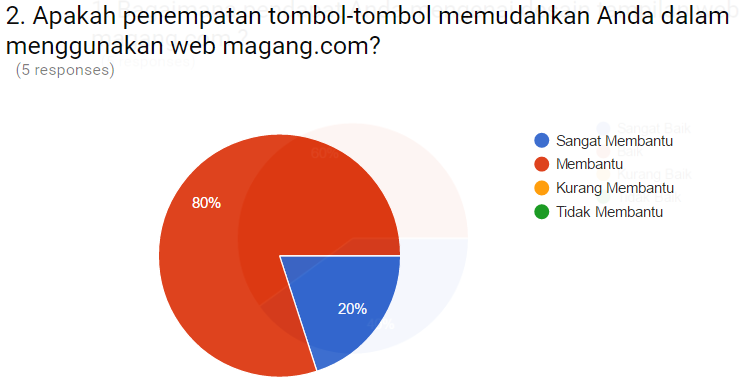 2. Apakah penempatan tombol-tombol memudahkan Anda dalam
menggunakan web magang.com?
(5 responses)
80%
20%
Sangat Membantu
Membantu
Kurang Membantu
Tidak Membantu